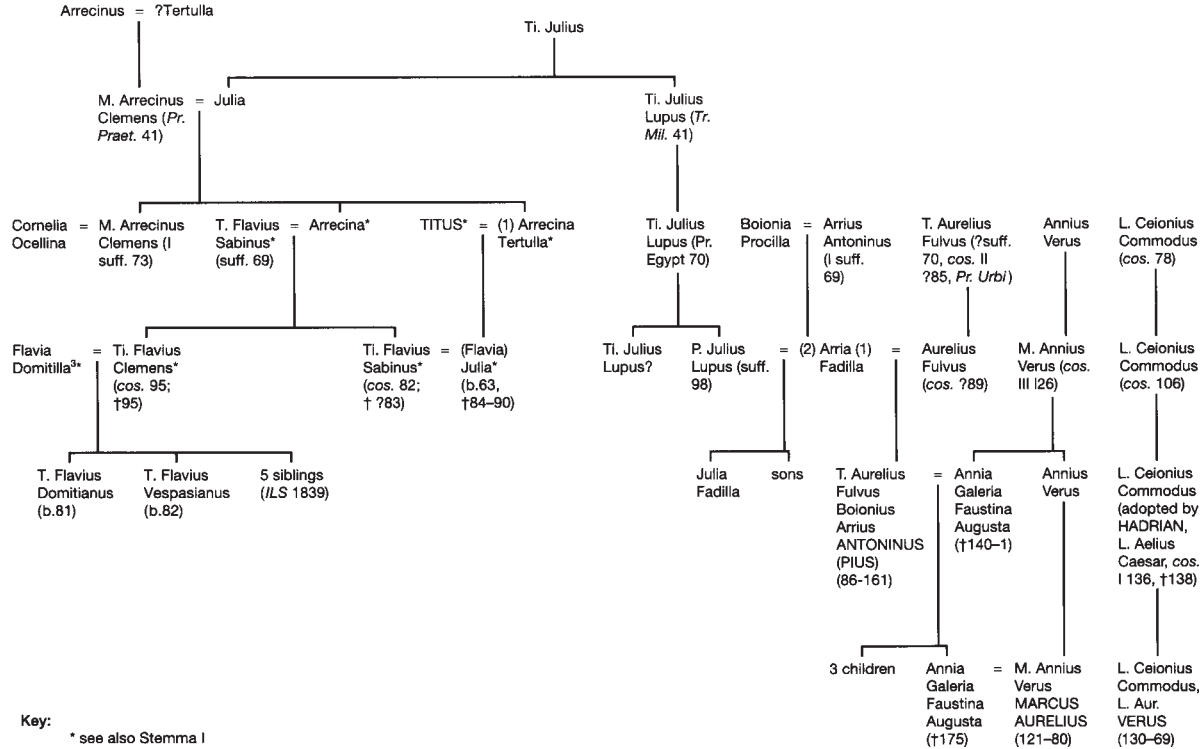 Arrecinus = ?Tertulla
Ti. Julius
M. Arrecinus = Julia
Clemens (Pr.
Praet. 41)
Ti. Julius
Lupus (Tr.
Mil. 41)
Cornelia =
Ocellina
M. Arrecinus
Clemens (I
suff. 73)
T. Flavius = Arrecina*
Sabinus*
(suff. 69)
TITUS* = (1) Arrecina
Tertulla*
Ti. Julius
Lupus (Pr.
Egypt 70)
Boionia =
Procilla
Arrius
Antoninus
(I suff.
69)
T. Aurelius
Fulvus (?suff.
70, cos. II
?85, Pr. Urbi)
Annius
Verus
L. Ceionius
Commodus
(cos. 78)
Flavia =
Domitilla³*
Ti. Flavius
Clemens*
(cos. 95;
†95)
Ti. Flavius =
Sabinus*
(cos. 82;
† ?83)
(Flavia)
Julla*
(b.63,
†84–90)
Ti. Julius
Lupus?
P. Julius =
Lupus (suff.
98)
(2) Arria (1) =
Fadilla
Aurelius
Fulvus
(cos. ?89)
M. Annius
Verus (cos.
III I26)
L. Ceionius
Commodus
(cos. 106)
T. Flavius
Domitianus
(b.81)
T. Flavius
Vespasianus
(b.82)
5 siblings
(ILS 1839)
Julia
Fadilla
sons
T. Aurelius =
Fulvus
Boionius
Arrius
ANTONINUS
(PIUS)
(86-161)
Annia
Galeria
Faustina
Augusta
(†140–1)
Annius
Verus
L. Ceionius
Commodus
(adopted by
HADRIAN,
L. Aelius
Caesar, cos.
I 136, †138)
3 children
Annia =
Galeria
Faustina
Augusta
(†175)
M. Annius
Verus
MARCUS
AURELIUS
(121–80)
L. Ceionius
Commodus,
L. Aur.
VERUS
(130–69)
Key:
* see also Stemma I